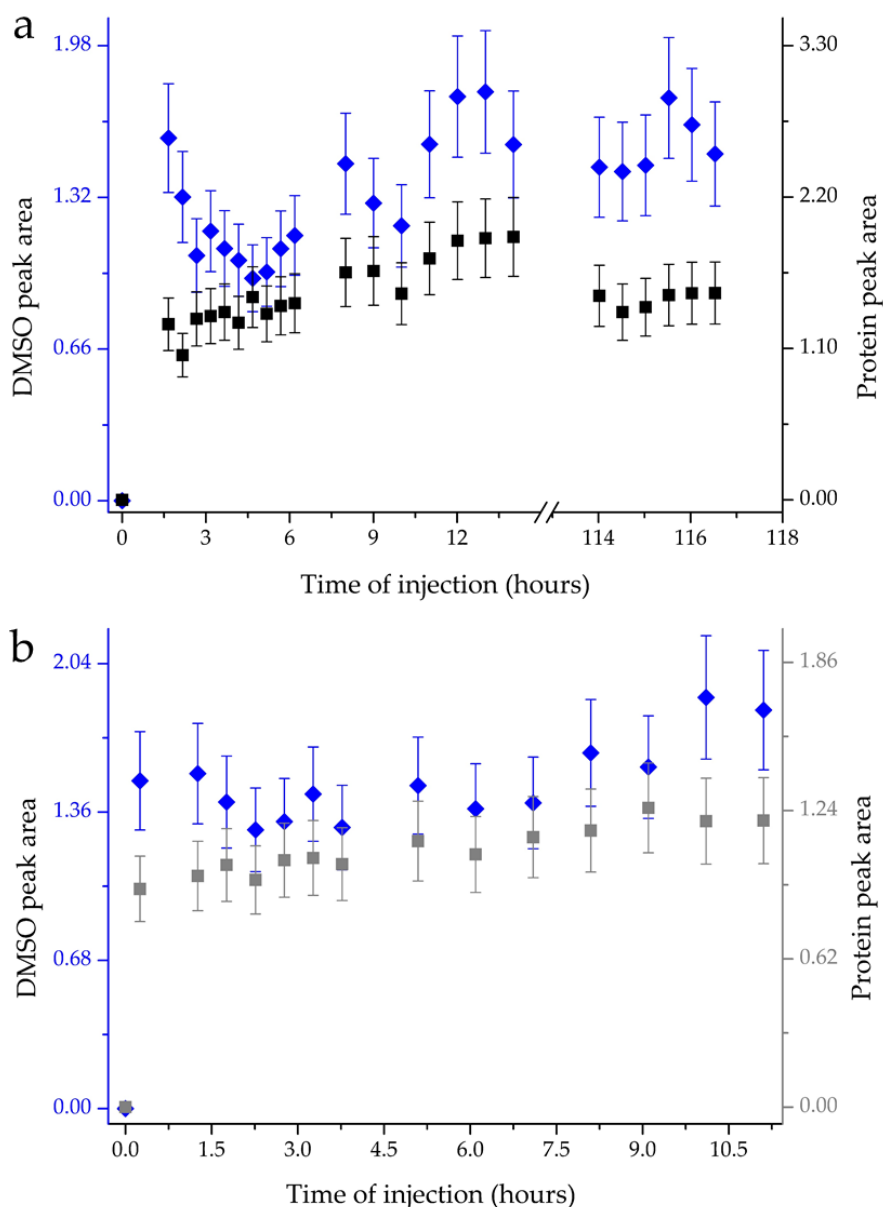 a
1.98
1.32
0.66
0.00
DMSO peak area
3.30
2.20
1.10
0.00
Protein peak area
0 3 6 9 12 114 116 118
Time of injection (hours)
b
2.04
1.36
0.68
0.00
DMSO peak area
1.86
1.24
0.62
0.00
Protein peak area
0.0 1.5 3.0 4.5 6.0 7.5 9.0 10.5
Time of injection (hours)